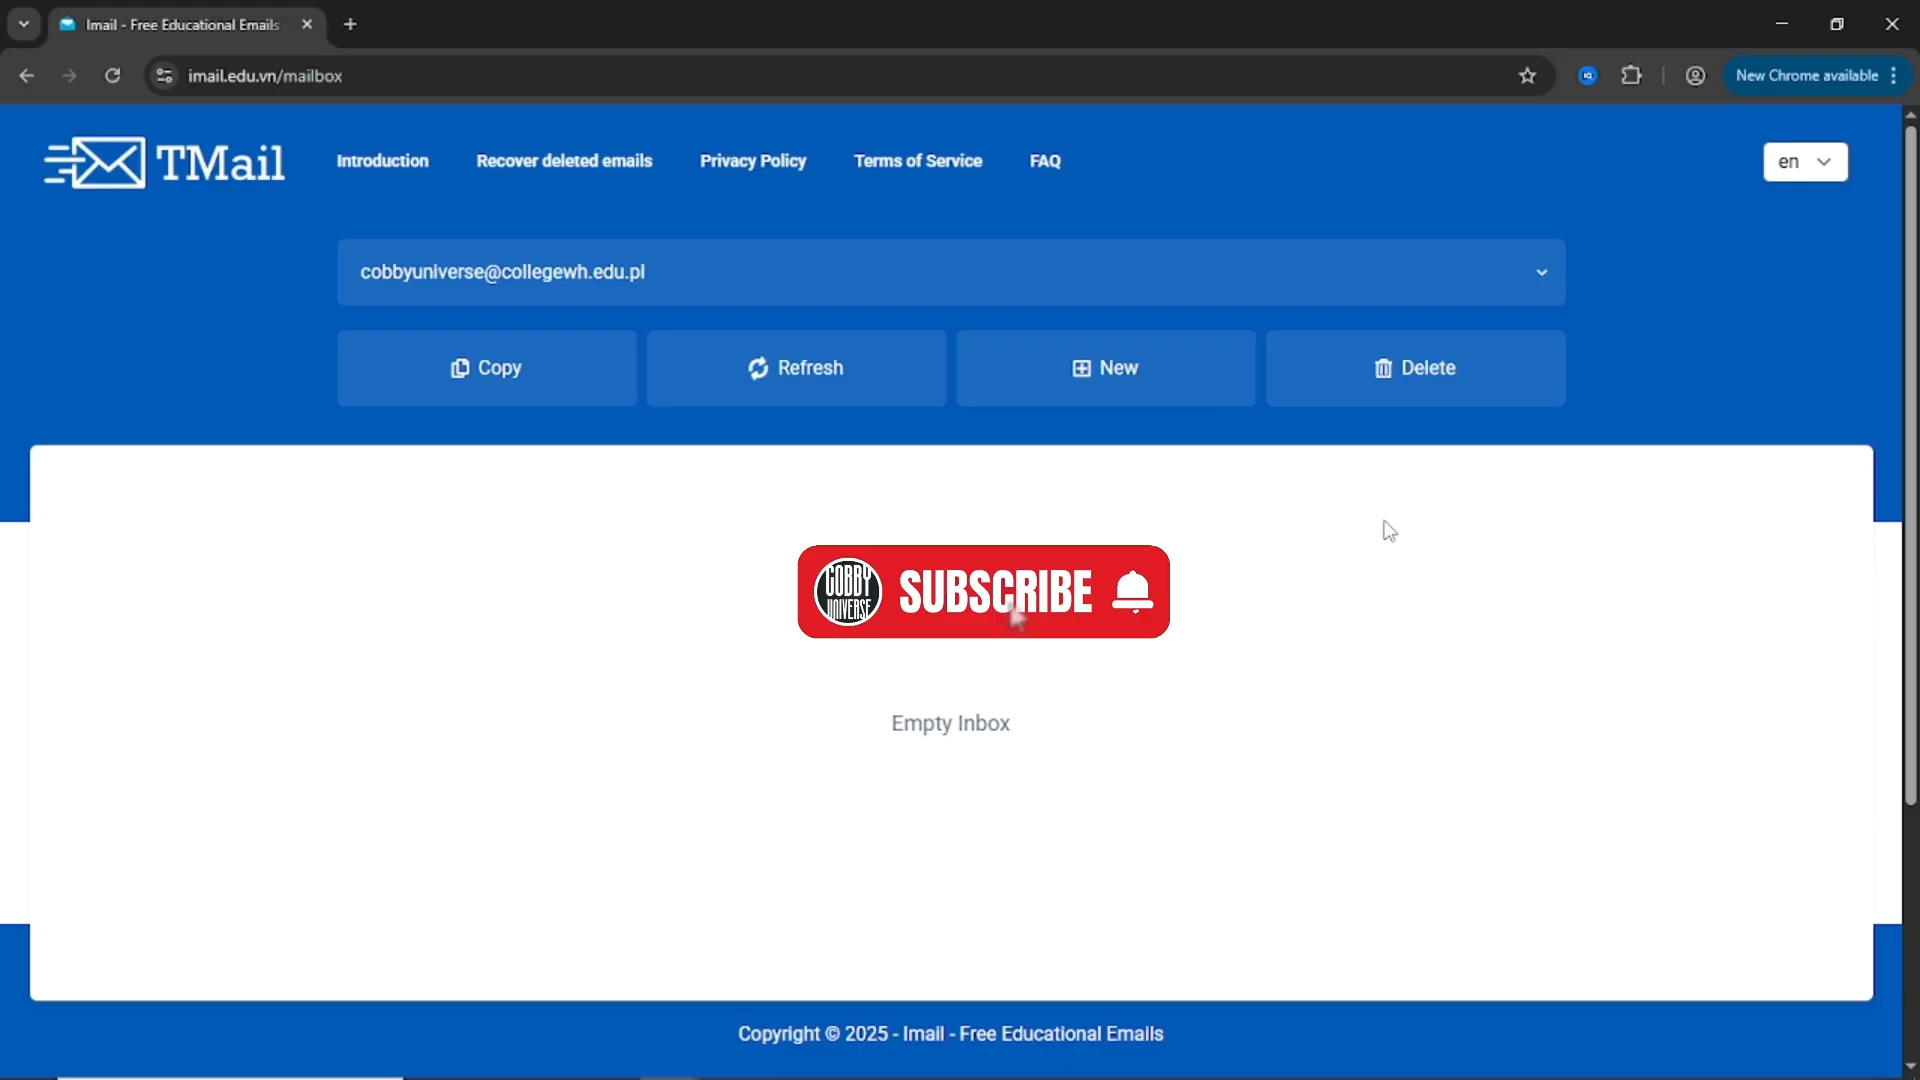 Imail - Free Educational Emails
imail.edu.vn/mailbox
New Chrome available
TMail
Introduction
Recover deleted emails
Privacy Policy
Terms of Service
FAQ
en
cobbyuniverse@collegewh.edu.pl
Copy
Refresh
New
Delete
COBBY
UNIVERSE
SUBSCRIBE
Empty Inbox
Copyright © 2025 - Imail - Free Educational Emails